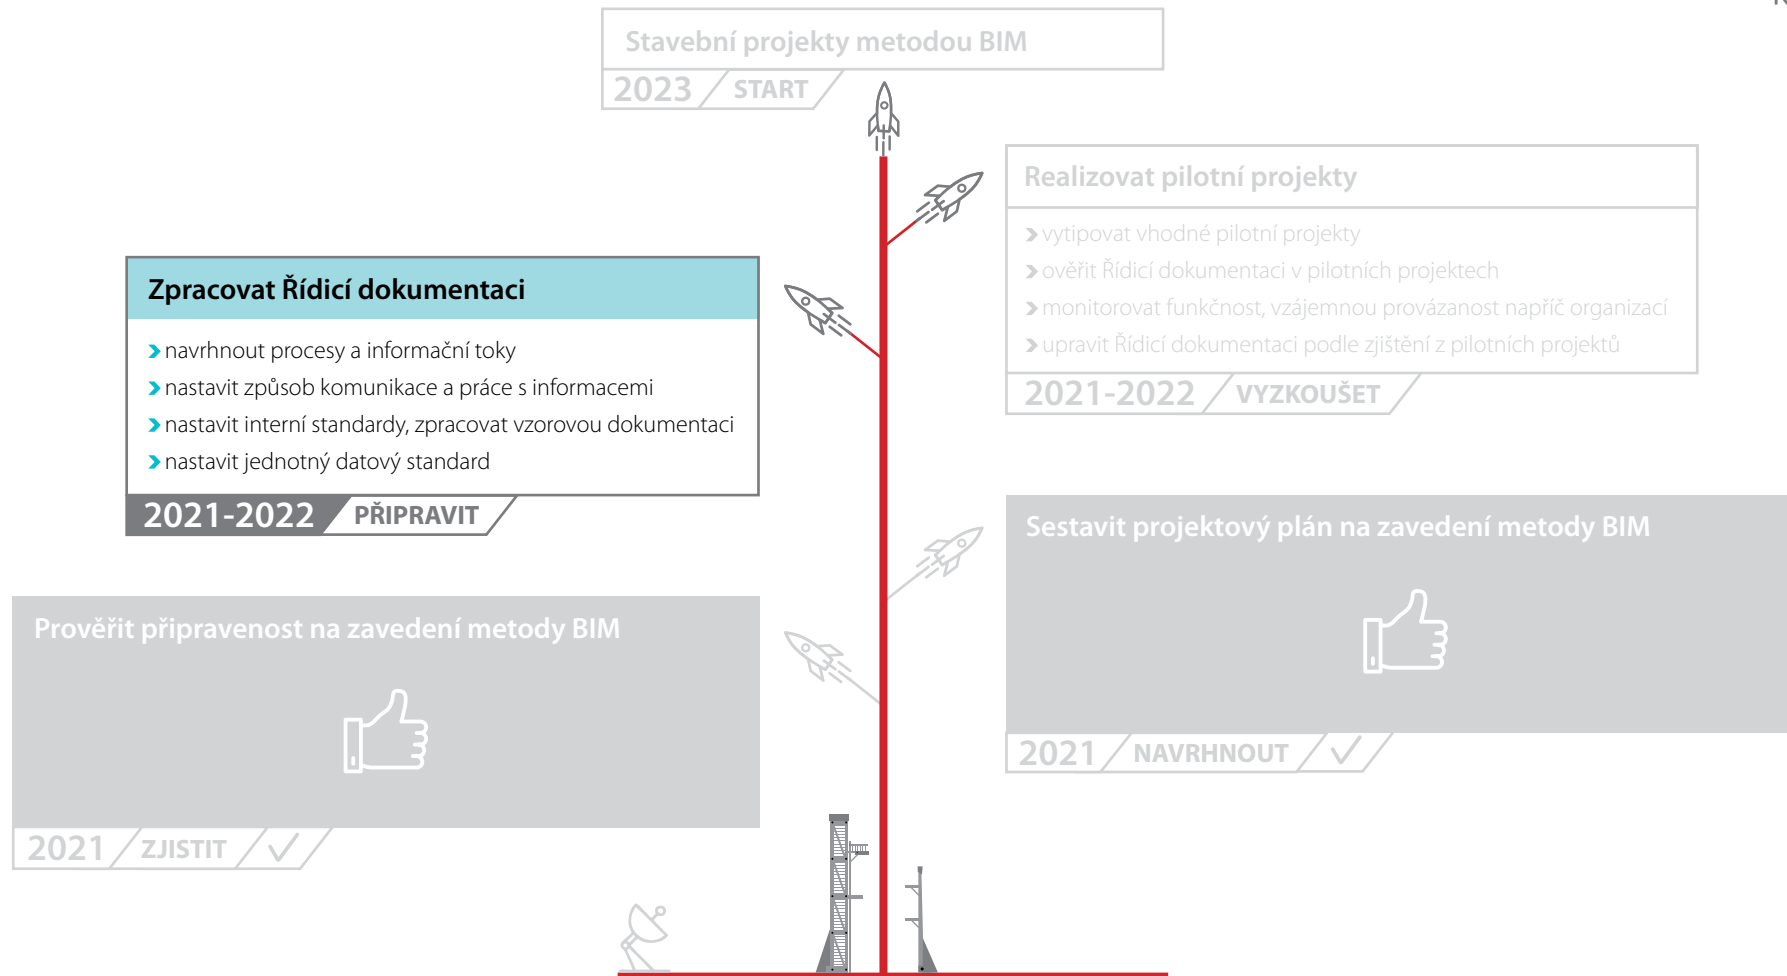 Stavební projekty metodou BIM
2023 START
Realizovat pilotní projekty
vytipovat vhodné pilotní projekty
ověřit Řídicí dokumentaci v pilotních projektech
monitorovat funkčnost, vzájemnou provázanost napříč organizací
upravit Řídicí dokumentaci podle zjištění z pilotních projektů
2021-2022 VYZKOUŠET
Zpracovat Řídicí dokumentaci
navrhnout procesy a informační toky
nastavit způsob komunikace a práce s informacemi
nastavit interní standardy, zpracovat vzorovou dokumentaci
nastavit jednotný datový standard
2021-2022 PŘIPRAVIT
Sestavit projektový plán na zavedení metody BIM
2021 NAVRHNOUT
Prověřit připravenost na zavedení metody BIM
2021 ZJISTIT